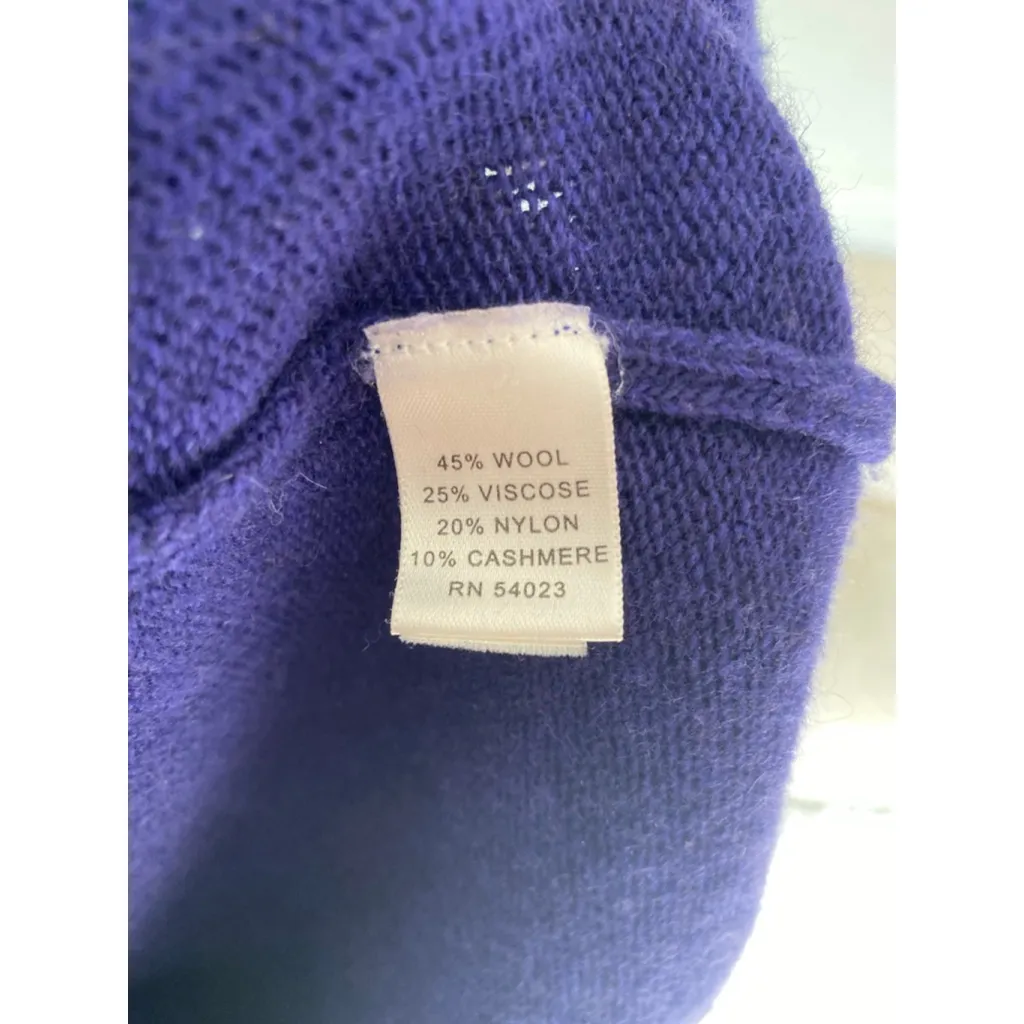 45% WOOL
25% VISCOSE
20% NYLON
10% CASHMERE
RN 54023